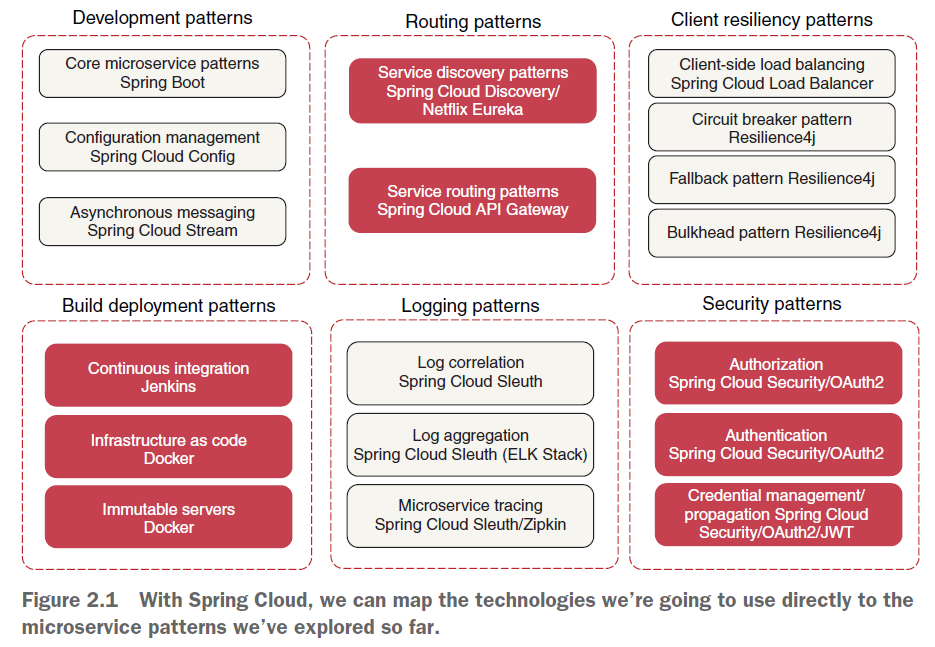 Development patterns
Core microservice patterns
Spring Boot
Configuration management
Spring Cloud Config
Asynchronous messaging
Spring Cloud Stream
Routing patterns
Service discovery patterns
Spring Cloud Discovery/
Netflix Eureka
Service routing patterns
Spring Cloud API Gateway
Client resiliency patterns
Client-side load balancing
Spring Cloud Load Balancer
Circuit breaker pattern
Resilience4j
Fallback pattern Resilience4j
Bulkhead pattern Resilience4j
Build deployment patterns
Continuous integration
Jenkins
Infrastructure as code
Docker
Immutable servers
Docker
Logging patterns
Log correlation
Spring Cloud Sleuth
Log aggregation
Spring Cloud Sleuth (ELK Stack)
Microservice tracing
Spring Cloud Sleuth/Zipkin
Security patterns
Authorization
Spring Cloud Security/OAuth2
Authentication
Spring Cloud Security/OAuth2
Credential management/
propagation Spring Cloud
Security/OAuth2/JWT
Figure 2.1 With Spring Cloud, we can map the technologies we’re going to use directly to the
microservice patterns we’ve explored so far.